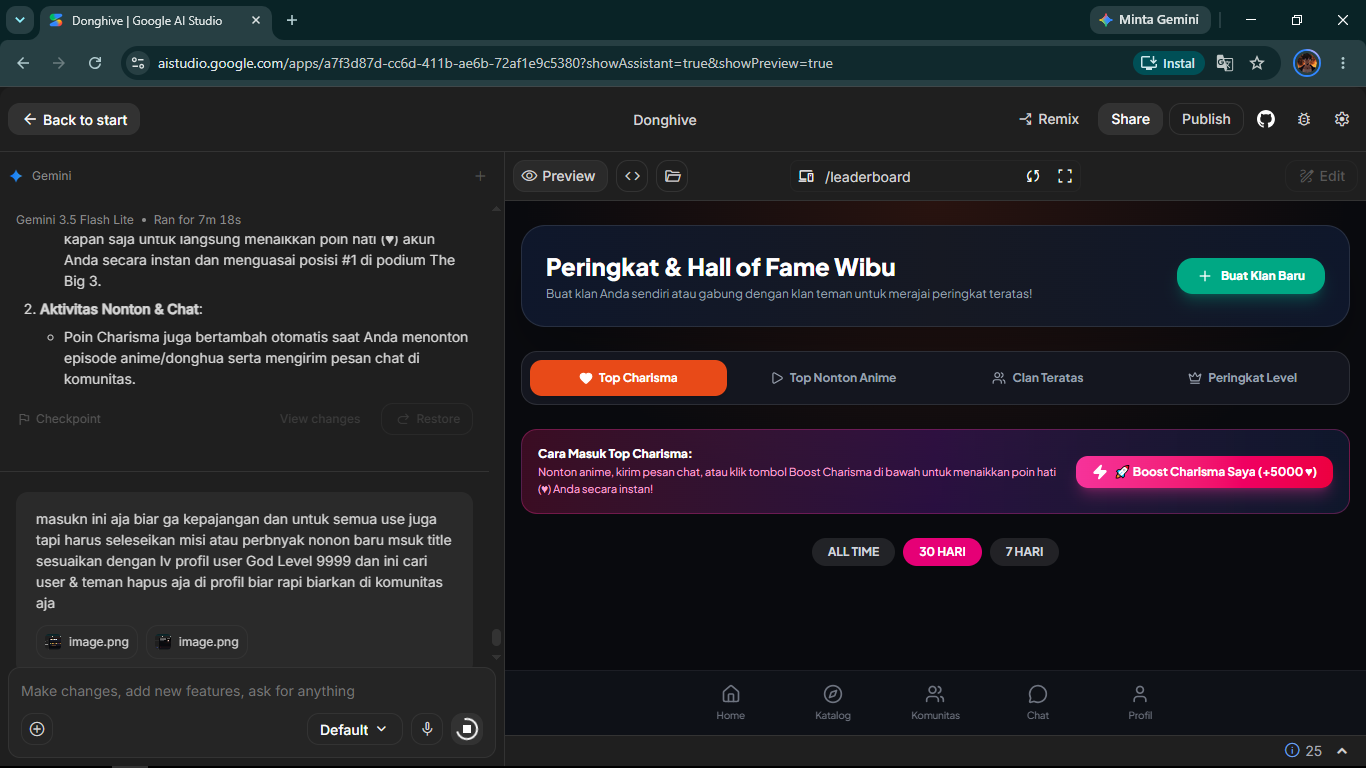 Donghive | Google AI Studio
Minta Gemini
aistudio.google.com/apps/a7f3d87d-cc6d-411b-ae6b-72af1e9c5380?showAssistant=true&showPreview=true
Instal
Back to start
Donghive
Remix
Share
Publish
Gemini
Preview
/leaderboard
Edit
Gemini 3.5 Flash Lite • Ran for 7m 18s
kapan saja untuk langsung menaikkan poin hati (♥) akun
Anda secara instan dan menguasai posisi #1 di podium The
Big 3.
2. Aktivitas Nonton & Chat:
Poin Charisma juga bertambah otomatis saat Anda menonton
episode anime/donghua serta mengirim pesan chat di
komunitas.
Checkpoint
View changes
Restore
masukn ini aja biar ga kepajangan dan untuk semua use juga
tapi harus seleseikan misi atau perbnyak nonon baru msuk title
sesuaikan dengan lv profil user God Level 9999 dan ini cari
user & teman hapus aja di profil biar rapi biarkan di komunitas
aja
image.png
image.png
Make changes, add new features, ask for anything
Default
Peringkat & Hall of Fame Wibu
Buat klan Anda sendiri atau gabung dengan klan teman untuk merajai peringkat teratas!
Buat Klan Baru
Top Charisma
Top Nonton Anime
Clan Teratas
Peringkat Level
Cara Masuk Top Charisma:
Nonton anime, kirim pesan chat, atau klik tombol Boost Charisma di bawah untuk menaikkan poin hati
(♥) Anda secara instan!
🚀 Boost Charisma Saya (+5000 ♥)
ALL TIME
30 HARI
7 HARI
Home
Katalog
Komunitas
Chat
Profil
25